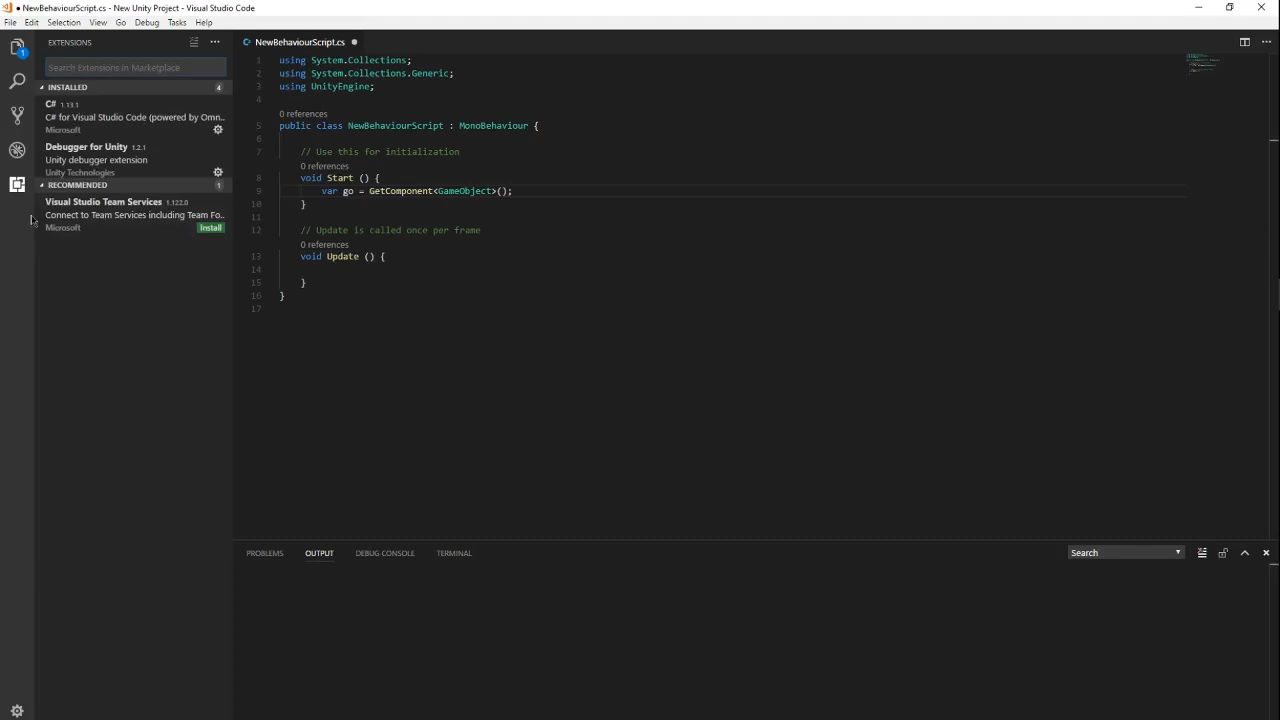 ● NewBehaviourScript.cs - New Unity Project - Visual Studio Code
File Edit Selection View Go Debug Tasks Help
EXTENSIONS
Search Extensions in Marketplace
INSTALLED 4
C# 1.13.1
C# for Visual Studio Code (powered by Omn...
Microsoft
Debugger for Unity 1.2.1
Unity debugger extension
Unity Technologies
RECOMMENDED 1
Visual Studio Team Services 1.122.0
Connect to Team Services including Team Fo...
Microsoft Install
1
NewBehaviourScript.cs ●
1 using System.Collections;
2 using System.Collections.Generic;
3 using UnityEngine;
4
0 references
5 public class NewBehaviourScript : MonoBehaviour {
6
7 // Use this for initialization
0 references
8 void Start () {
9 var go = GetComponent<GameObject>();
10 }
11
12 // Update is called once per frame
0 references
13 void Update () {
14
15 }
16 }
17
PROBLEMS OUTPUT DEBUG CONSOLE TERMINAL Search